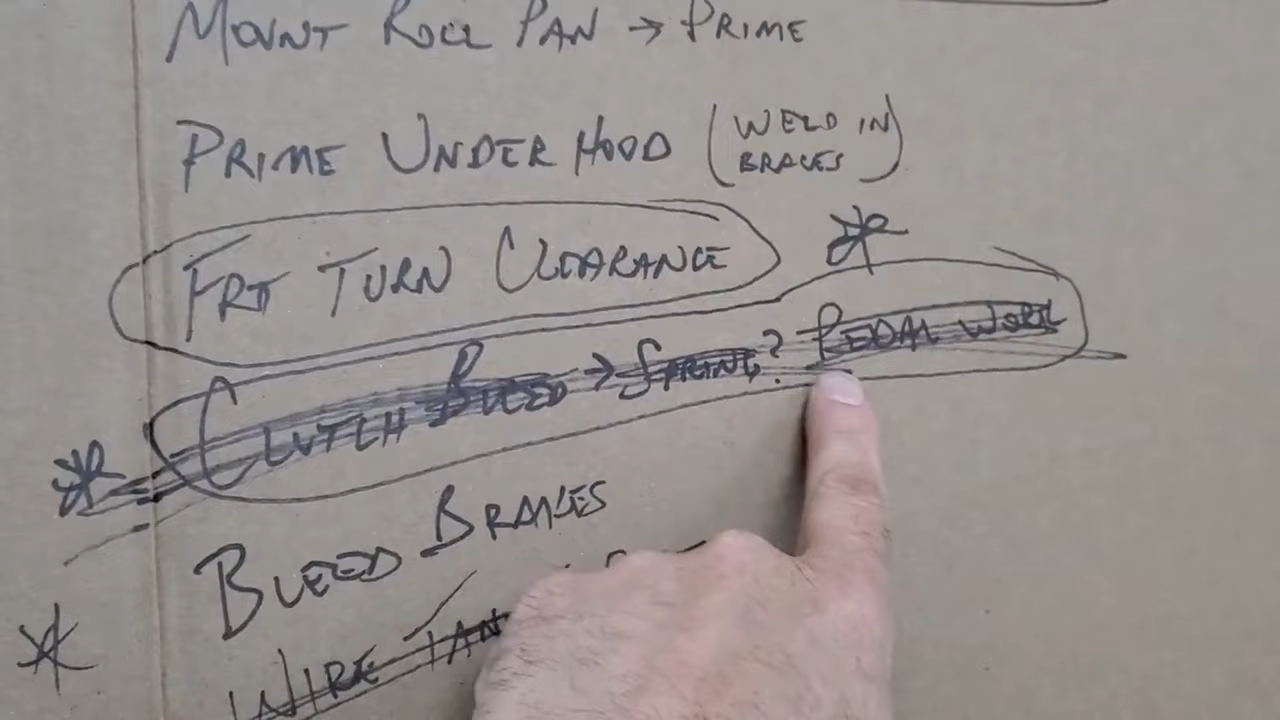 MOUNT ROLL PAN → PRIME
PRIME UNDER HOOD (WELD IN BRACES)
FRT TURN CLEARANCE
CLUTCH BLEED → SPRING? PEDAL WORK
BLEED BRAKES
WIRE TAN